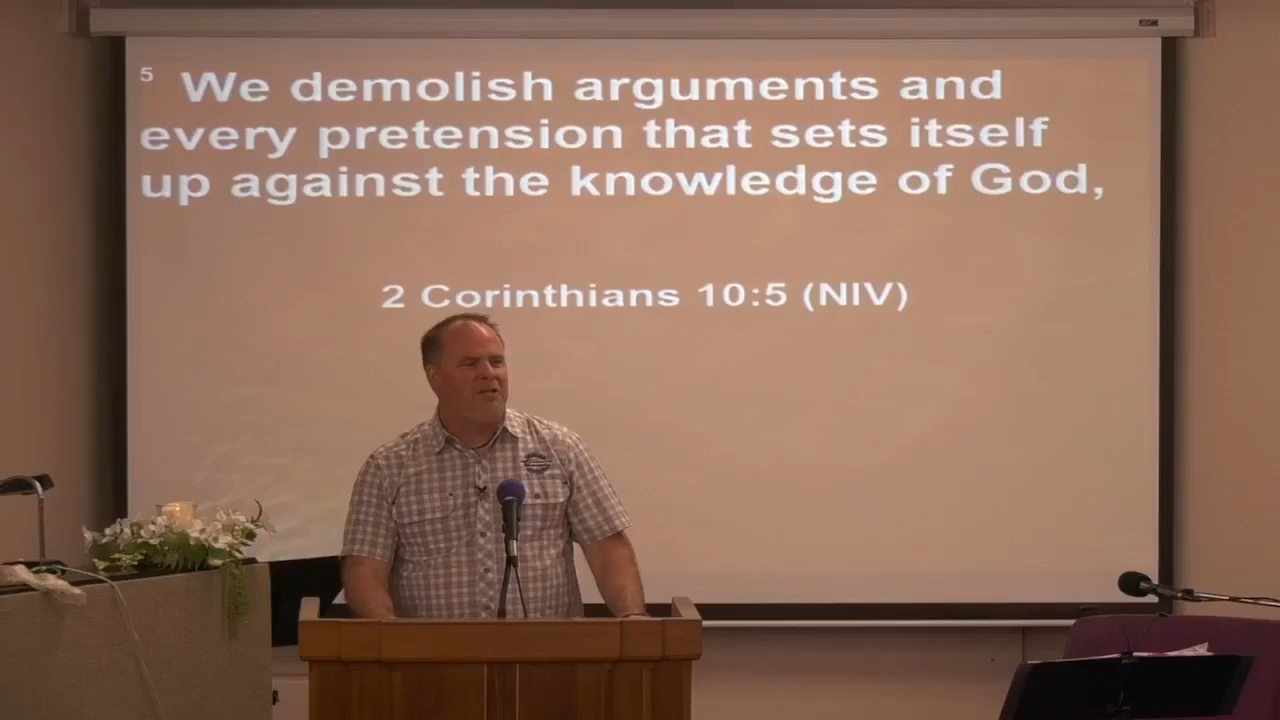 5 We demolish arguments and
every pretension that sets itself
up against the knowledge of God,
2 Corinthians 10:5 (NIV)